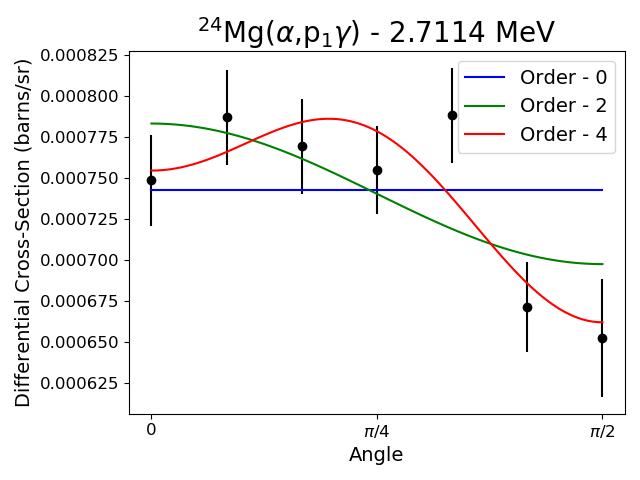 ²⁴Mg(α,p₁γ) - 2.7114 MeV
Differential Cross-Section (barns/sr)
0.000825
0.000800
0.000775
0.000750
0.000725
0.000700
0.000675
0.000650
0.000625
Order - 0
Order - 2
Order - 4
0
π/4
π/2
Angle